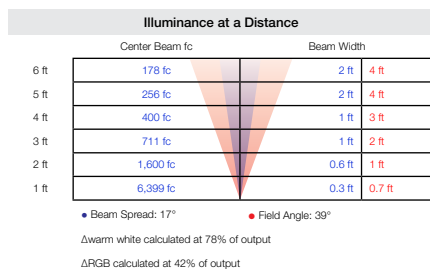 Illuminance at a Distance
Center Beam fc Beam Width
6 ft 178 fc 2 ft 4 ft
5 ft 256 fc 2 ft 4 ft
4 ft 400 fc 1 ft 3 ft
3 ft 711 fc 1 ft 2 ft
2 ft 1,600 fc 0.6 ft 1 ft
1 ft 6,399 fc 0.3 ft 0.7 ft
● Beam Spread: 17° ● Field Angle: 39°
∆warm white calculated at 78% of output
∆RGB calculated at 42% of output